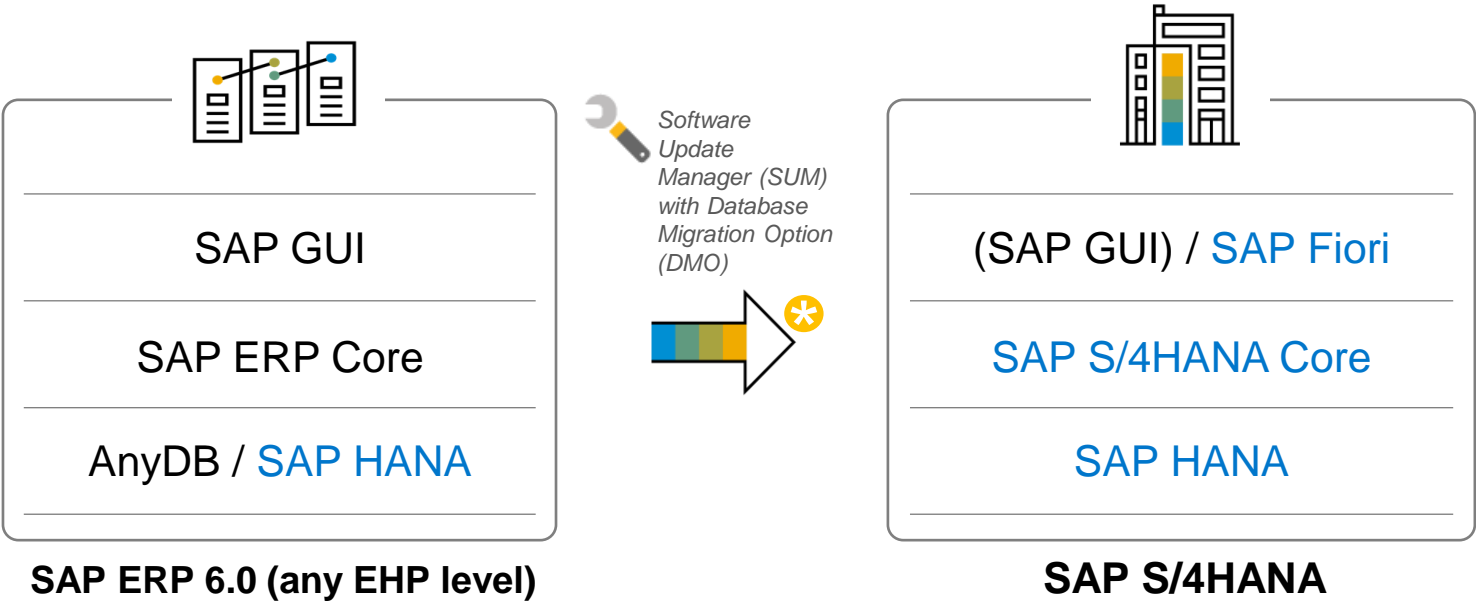 SAP GUI
SAP ERP Core
AnyDB / SAP HANA
SAP ERP 6.0 (any EHP level)
Software
Update
Manager (SUM)
with Database
Migration Option
(DMO)
(SAP GUI) / SAP Fiori
SAP S/4HANA Core
SAP HANA
SAP S/4HANA